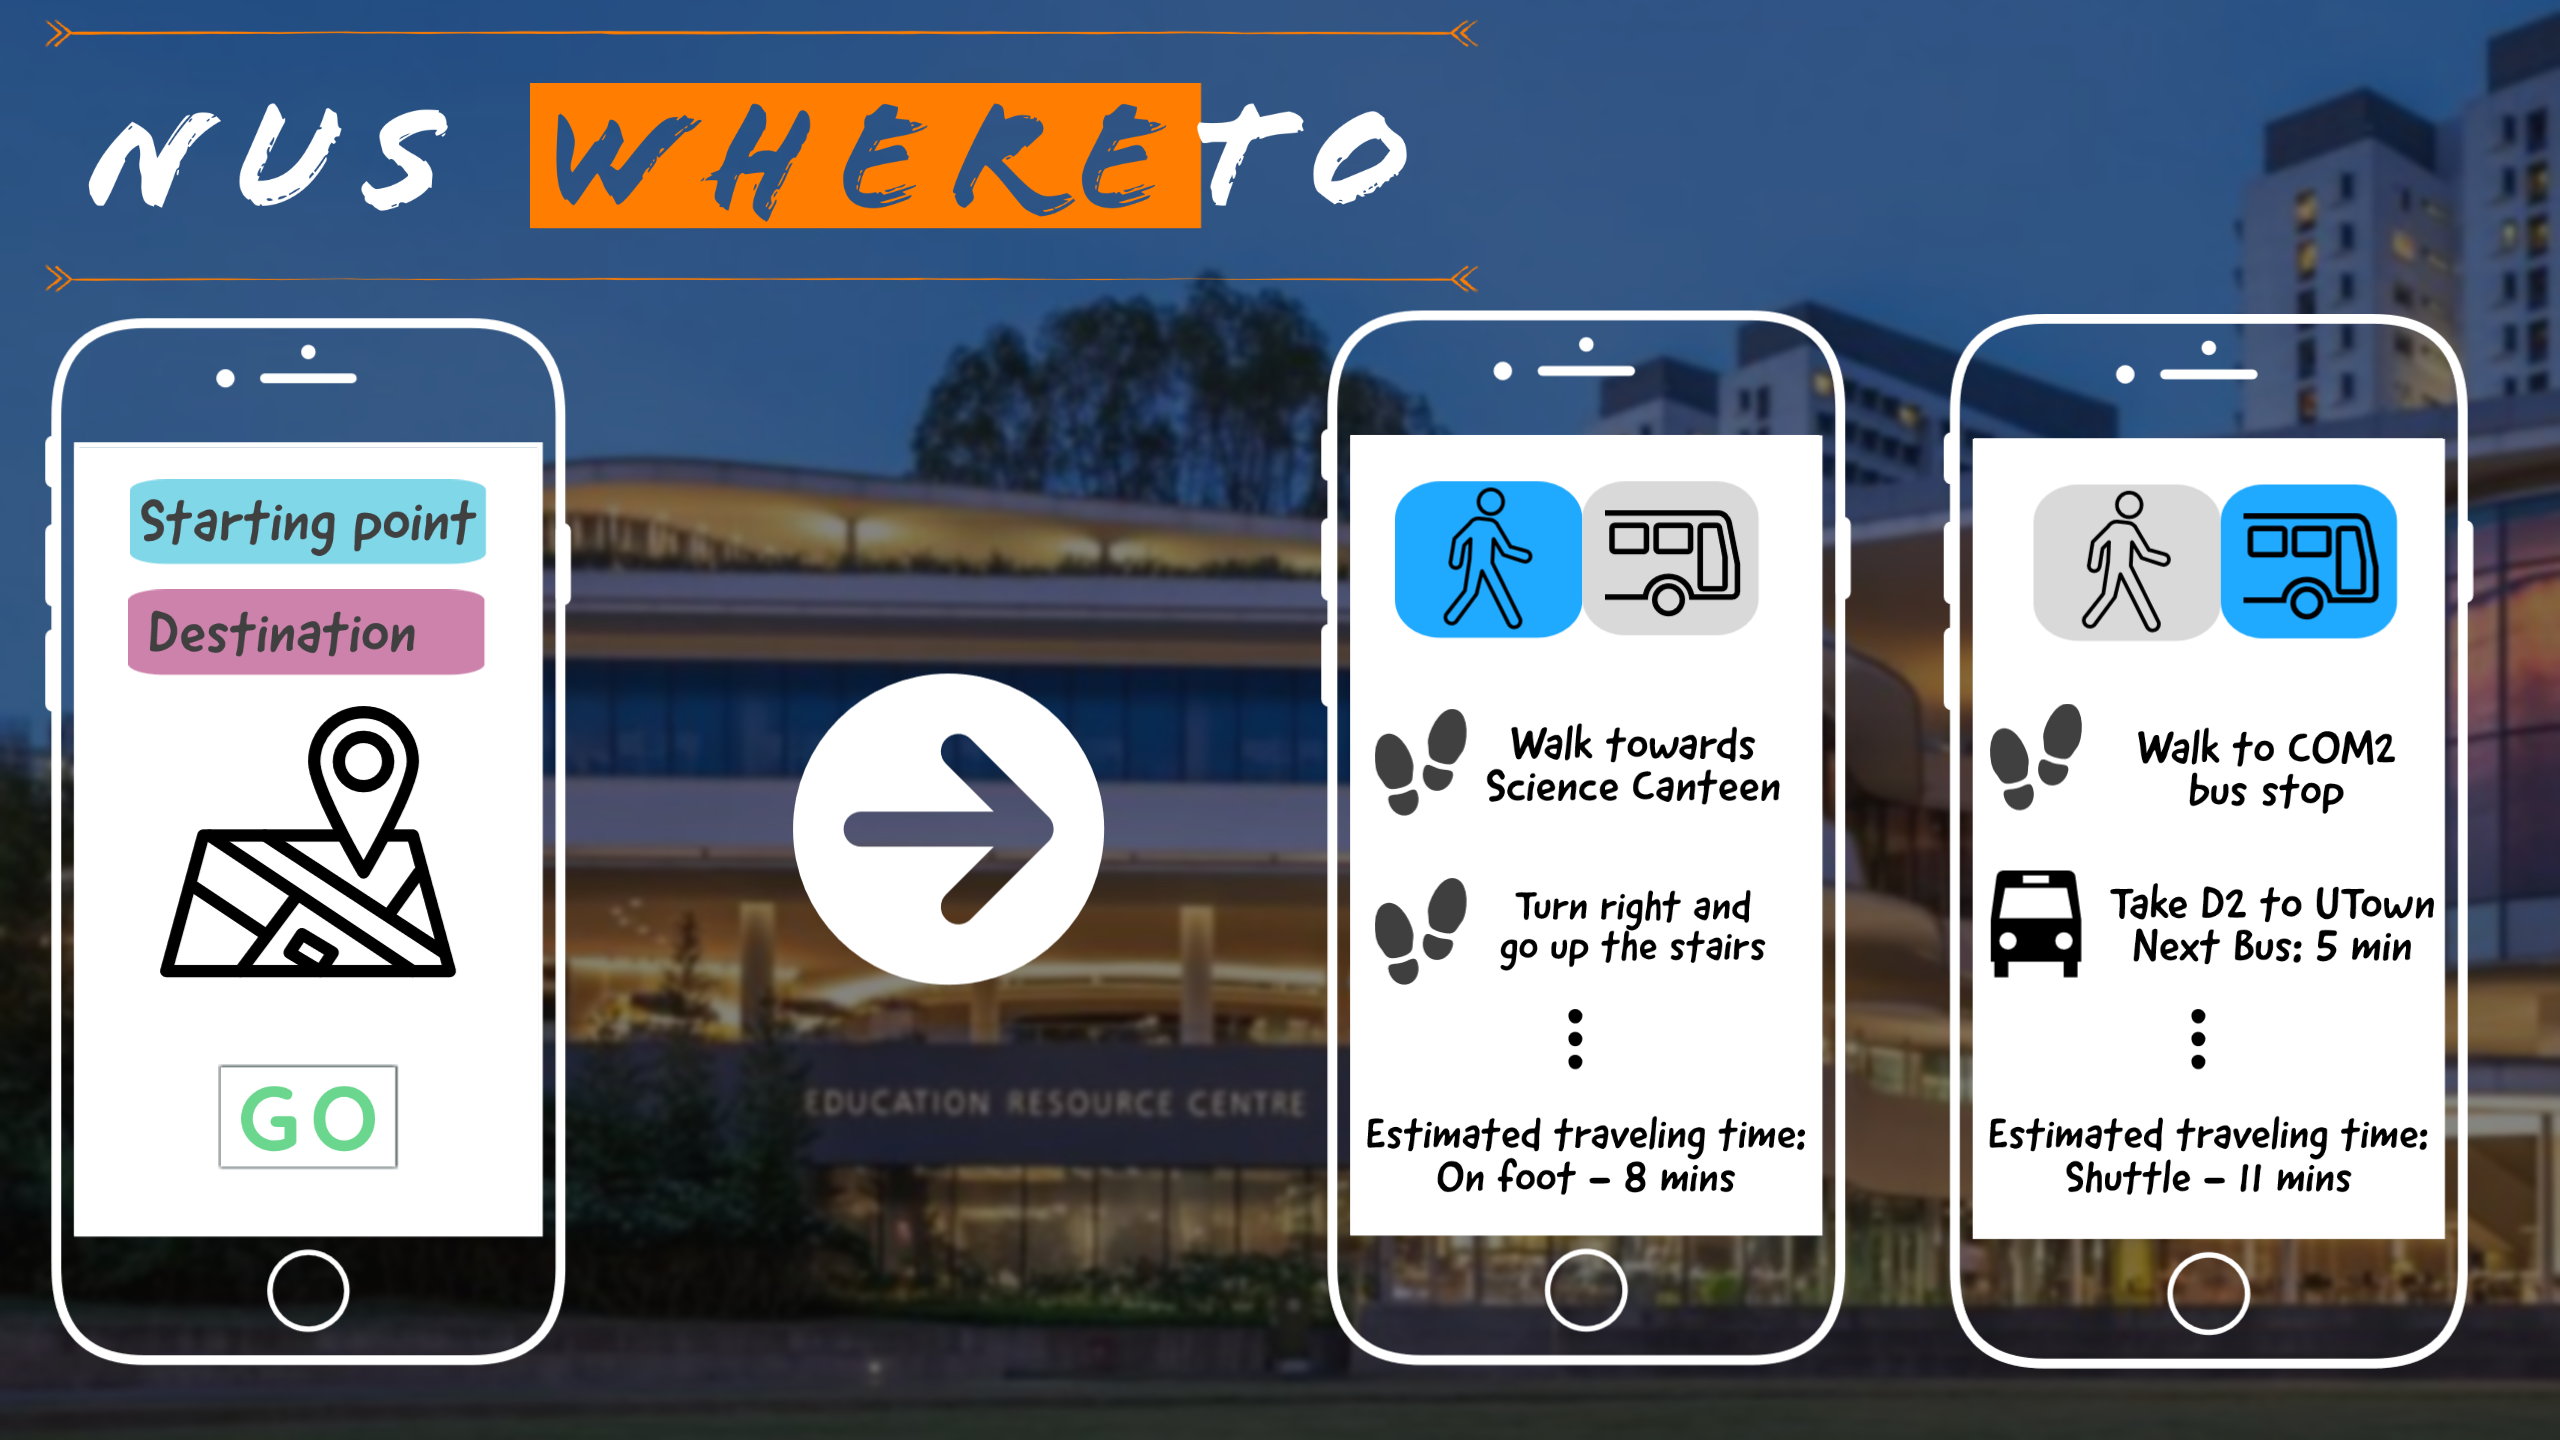 NUS WHERETO
Starting point
Destination
GO
Walk towards
Science Canteen
Turn right and
go up the stairs
Estimated traveling time:
On foot - 8 mins
Walk to COM2
bus stop
Take D2 to UTown
Next Bus: 5 min
Estimated traveling time:
Shuttle - 11 mins
EDUCATION RESOURCE CENTRE